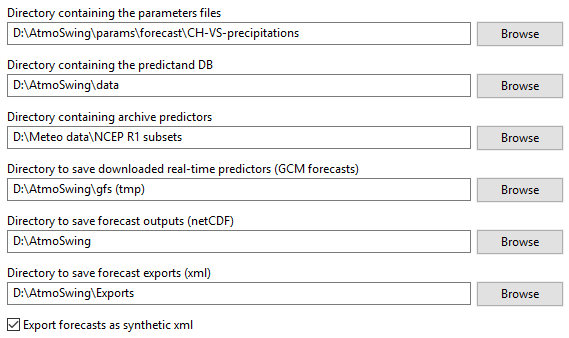 Directory containing the parameters files
D:\AtmoSwing\params\forecast\CH-VS-precipitations
Browse
Directory containing the predictand DB
D:\AtmoSwing\data
Browse
Directory containing archive predictors
D:\Meteo data\NCEP R1 subsets
Browse
Directory to save downloaded real-time predictors (GCM forecasts)
D:\AtmoSwing\gfs (tmp)
Browse
Directory to save forecast outputs (netCDF)
D:\AtmoSwing
Browse
Directory to save forecast exports (xml)
D:\AtmoSwing\Exports
Browse
Export forecasts as synthetic xml